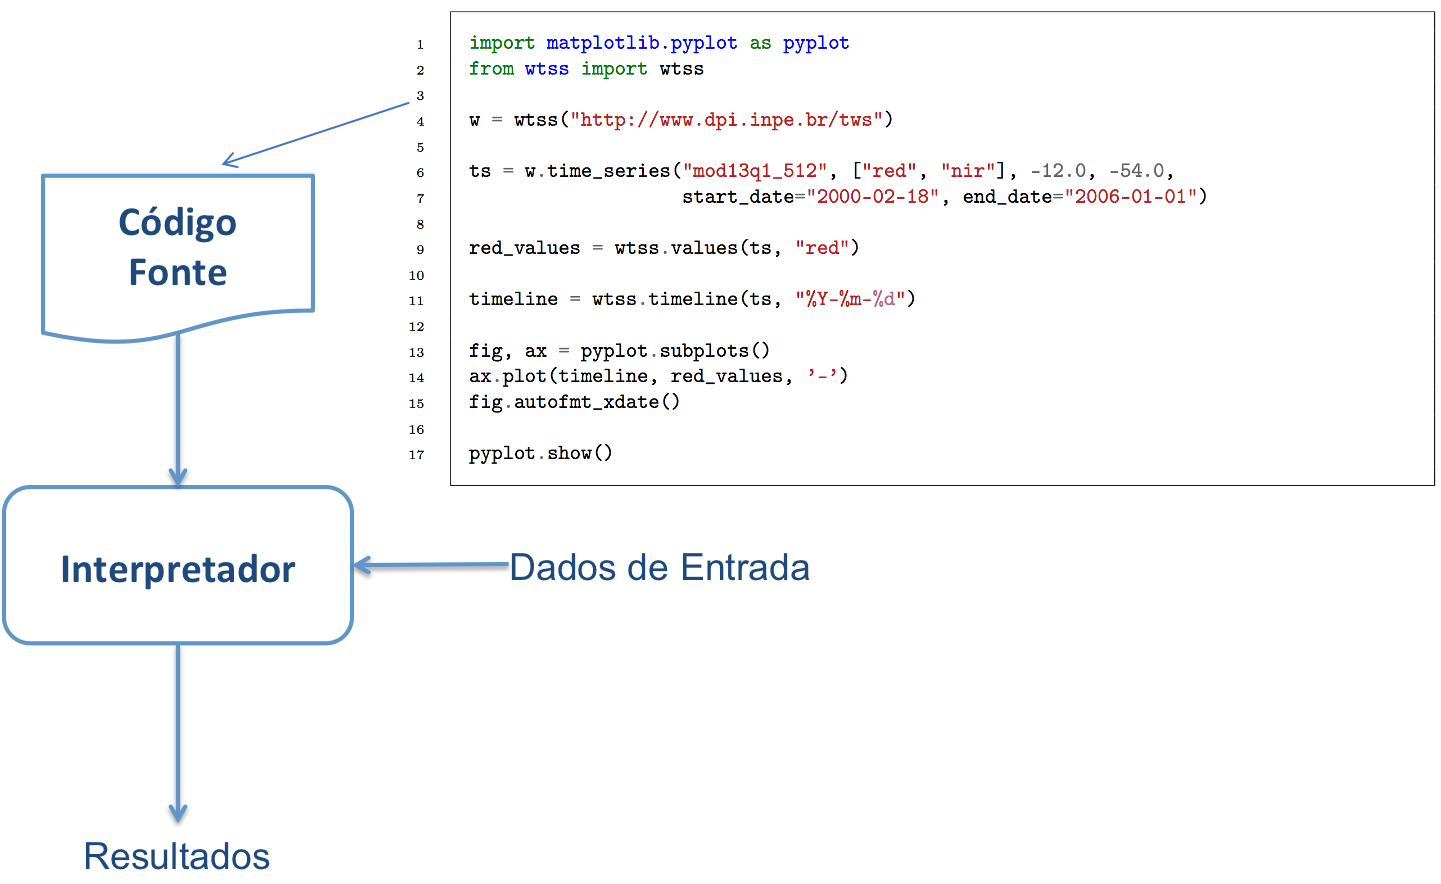 1 import matplotlib.pyplot as pyplot
2 from wtss import wtss
3
4 w = wtss("http://www.dpi.inpe.br/tws")
5
6 ts = w.time_series("mod13q1_512", ["red", "nir"], -12.0, -54.0,
7 start_date="2000-02-18", end_date="2006-01-01")
8
9 red_values = wtss.values(ts, "red")
10
11 timeline = wtss.timeline(ts, "%Y-%m-%d")
12
13 fig, ax = pyplot.subplots()
14 ax.plot(timeline, red_values, '-')
15 fig.autofmt_xdate()
16
17 pyplot.show()
Código
Fonte
Interpretador
Dados de Entrada
Resultados